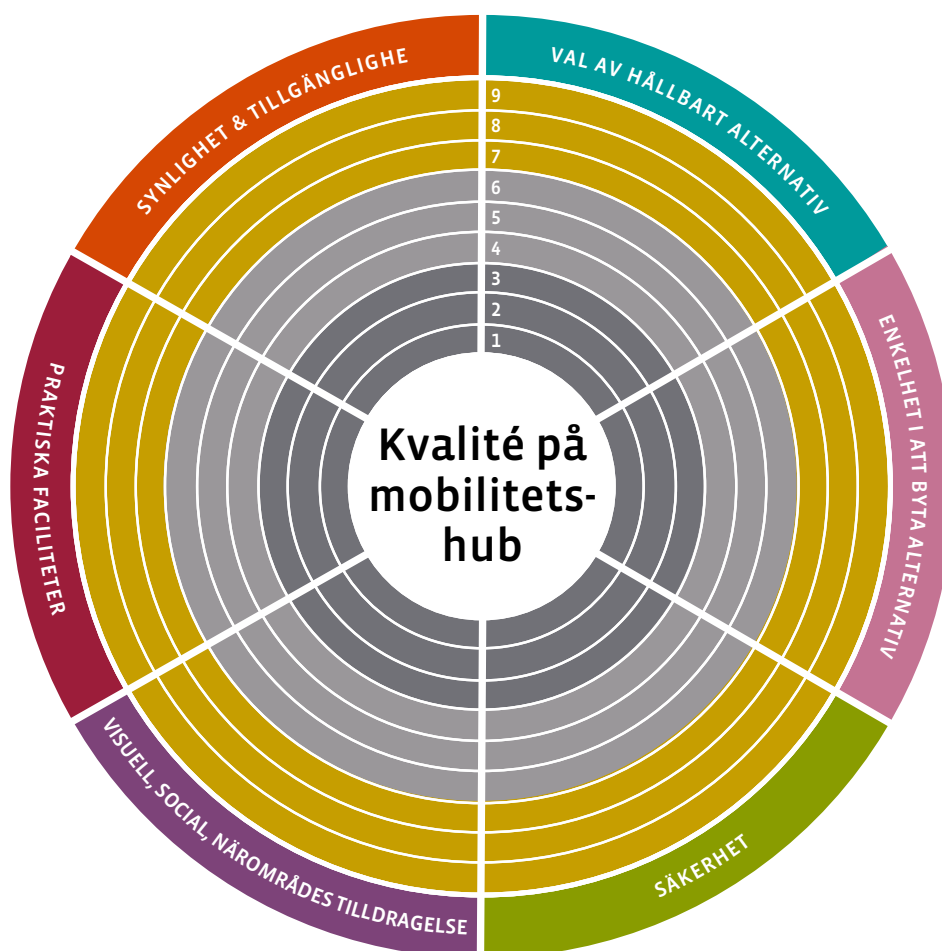 SYNLIGHET & TILLGÄNGLIGHE
VAL AV HÅLLBART ALTERNATIV
ENKELHET I ATT BYTA ALTERNATIV
SÄKERHET
VISUELL, SOCIAL, NÄROMRÅDES TILLDRAGELSE
PRAKTISKA FACILITETER
9
8
7
6
5
4
3
2
1
Kvalité på
mobilitets-
hub